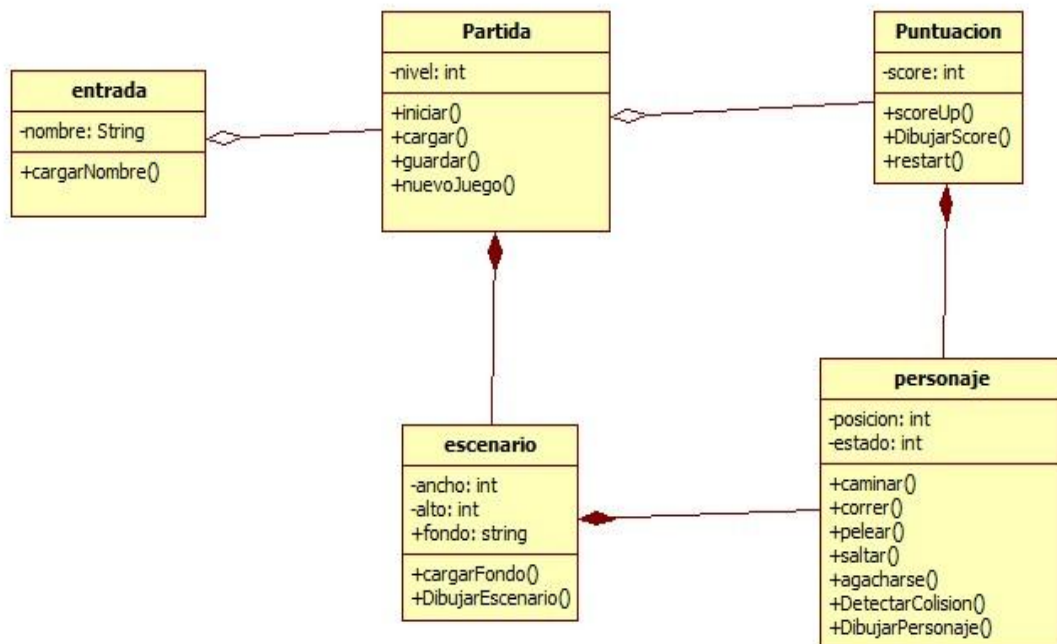 entrada
-nombre: String
+cargarNombre()
Partida
-nivel: int
+iniciar()
+cargar()
+guardar()
+nuevoJuego()
Puntuacion
-score: int
+scoreUp()
+DibujarScore()
+restart()
escenario
-ancho: int
-alto: int
+fondo: string
+cargarFondo()
+DibujarEscenario()
personaje
-posicion: int
-estado: int
+caminar()
+correr()
+pelear()
+saltar()
+agacharse()
+DetectarColision()
+DibujarPersonaje()